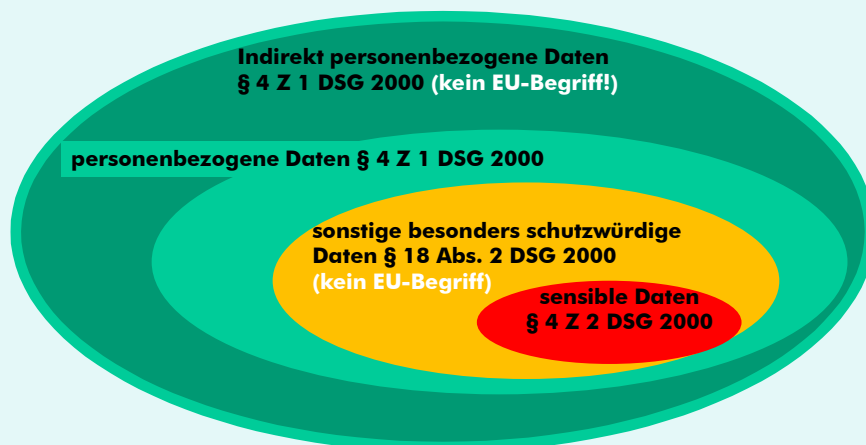 Indirekt personenbezogene Daten
§ 4 Z 1 DSG 2000 (kein EU-Begriff!)
personenbezogene Daten § 4 Z 1 DSG 2000
sonstige besonders schutzwürdige
Daten § 18 Abs. 2 DSG 2000
(kein EU-Begriff)
sensible Daten
§ 4 Z 2 DSG 2000